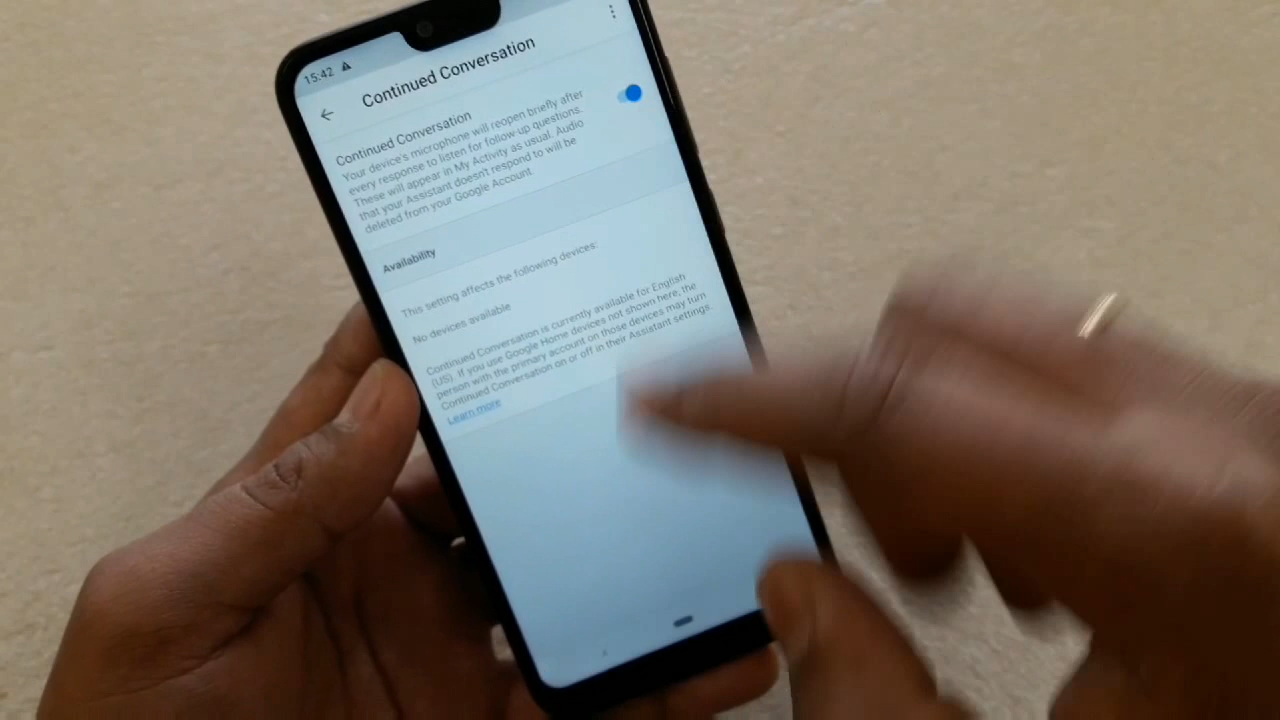 15:42
Continued Conversation
Continued Conversation
Your device's microphone will reopen briefly after
every response to listen for follow-up questions.
These will appear in My Activity as usual. Audio
that your Assistant doesn't respond to will be
deleted from your Google Account.
Availability
This setting affects the following devices:
No devices available
Continued Conversation is currently available for English
(US). If you use Google Home devices not shown here, the
person with the primary account on those devices may turn
Continued Conversation on or off in their Assistant settings.
Learn more